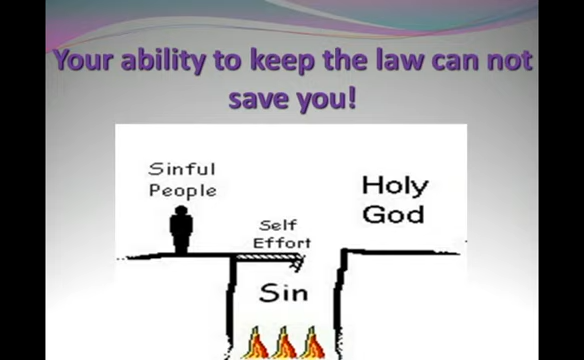 Your ability to keep the law can not
save you!
Sinful
People
Holy
God
Self
Effort
Sin